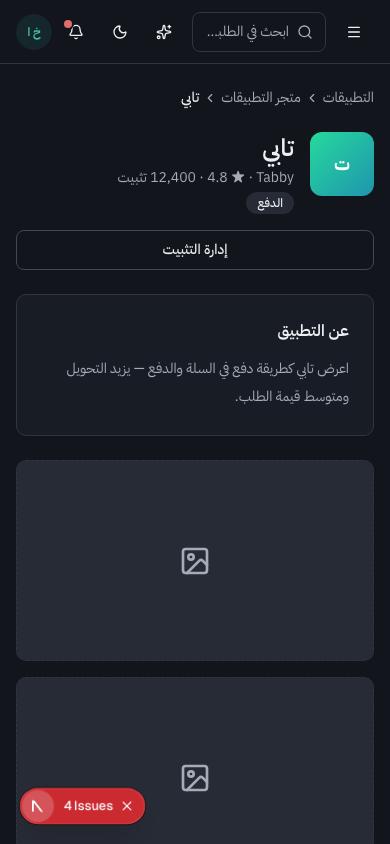 ابحث في الطلبـ...
خ ا
التطبيقات
متجر التطبيقات
تابي
ت
تابي
Tabby · ★ 4.8 · 12,400 تثبيت
الدفع
إدارة التثبيت
عن التطبيق
اعرض تابي كطريقة دفع في السلة والدفع — يزيد التحويل
ومتوسط قيمة الطلب.
4 Issues